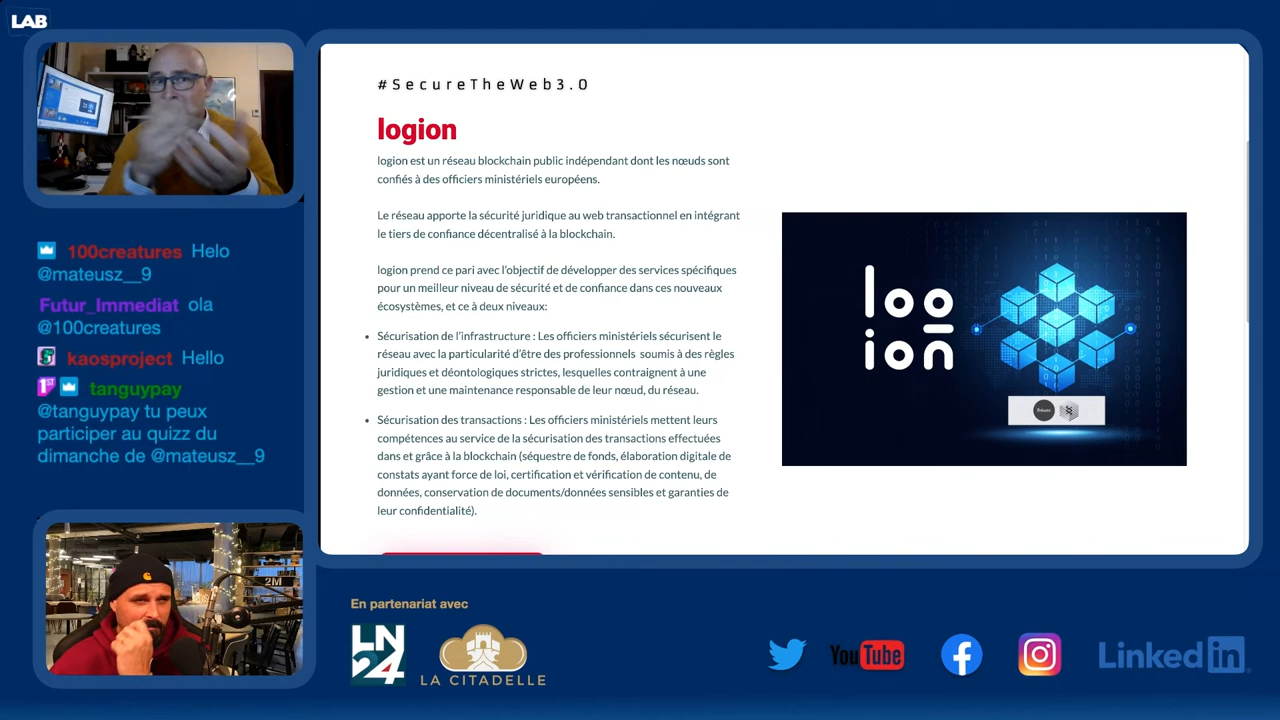 LAB
100creatures Helo
@mateusz__9
Futur_Immediat ola
@100creatures
kaosproject Hello
tanguypay
@tanguypay tu peux
participer au quizz du
dimanche de @mateusz__9
#SecureTheWeb3.0
logion
logion est un réseau blockchain public indépendant dont les nœuds sont
confiés à des officiers ministériels européens.
Le réseau apporte la sécurité juridique au web transactionnel en intégrant
le tiers de confiance décentralisé à la blockchain.
logion prend ce pari avec l’objectif de développer des services spécifiques
pour un meilleur niveau de sécurité et de confiance dans ces nouveaux
écosystèmes, et ce à deux niveaux:
Sécurisation de l’infrastructure : Les officiers ministériels sécurisent le
réseau avec la particularité d’être des professionnels soumis à des règles
juridiques et déontologiques strictes, lesquelles contraignent à une
gestion et une maintenance responsable de leur nœud, du réseau.
Sécurisation des transactions : Les officiers ministériels mettent leurs
compétences au service de la sécurisation des transactions effectuées
dans et grâce à la blockchain (séquestre de fonds, élaboration digitale de
constats ayant force de loi, certification et vérification de contenu, de
données, conservation de documents/données sensibles et garanties de
leur confidentialité).
logion
2M
En partenariat avec
LN
24
LA CITADELLE
YouTube
Linked in